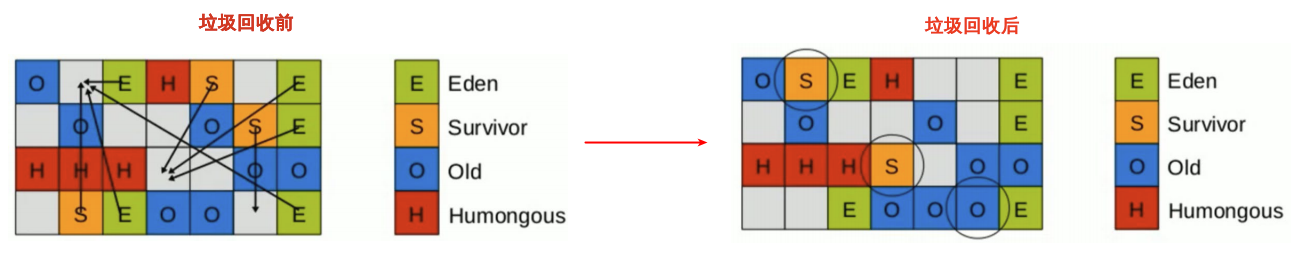 垃圾回收前
垃圾回收后
O E H S E
E Eden
O S E H E
E Eden
O O S E
S Survivor
O O E
S Survivor
H H H O O
O Old
H H H S O O
O Old
S E O O E
H Humongous
E O O O E
H Humongous